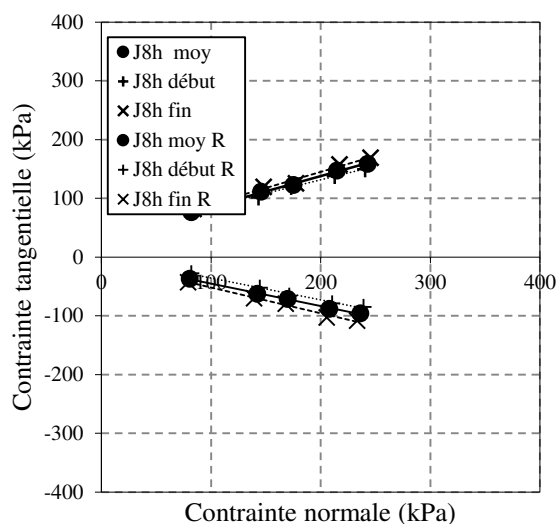 400
300
200
100
0
-100
-200
-300
-400
J8h moy
J8h début
J8h fin
J8h moy R
J8h début R
J8h fin R
0 100 200 300 400
Contrainte tangentielle (kPa)
Contrainte normale (kPa)